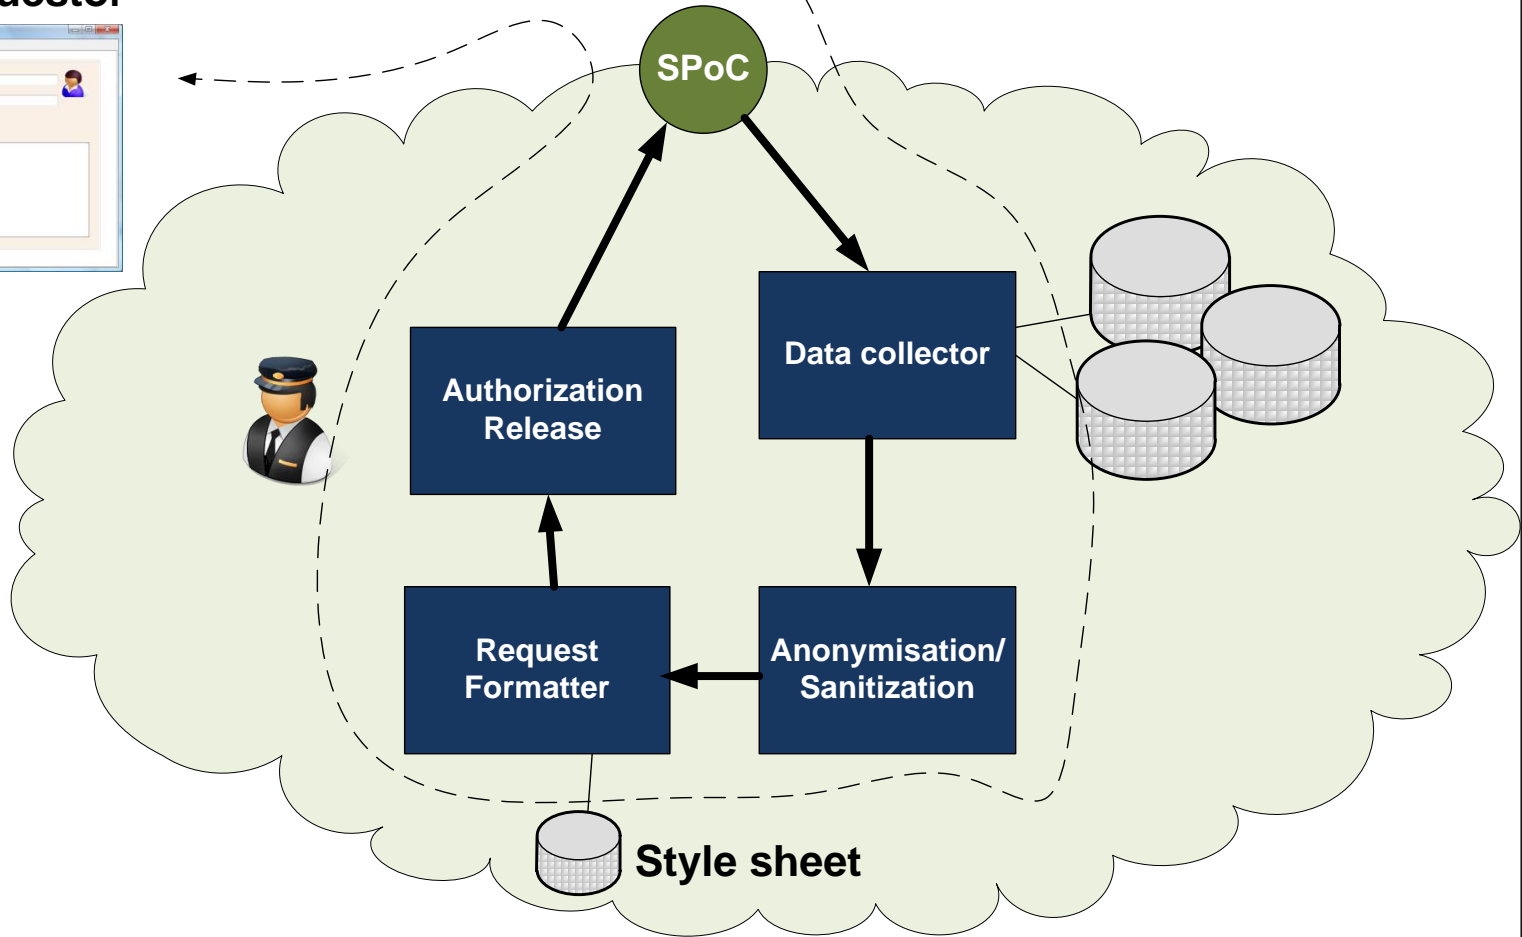 SPoC
Data collector
Authorization
Release
Request
Formatter
Anonymisation/
Sanitization
Style sheet